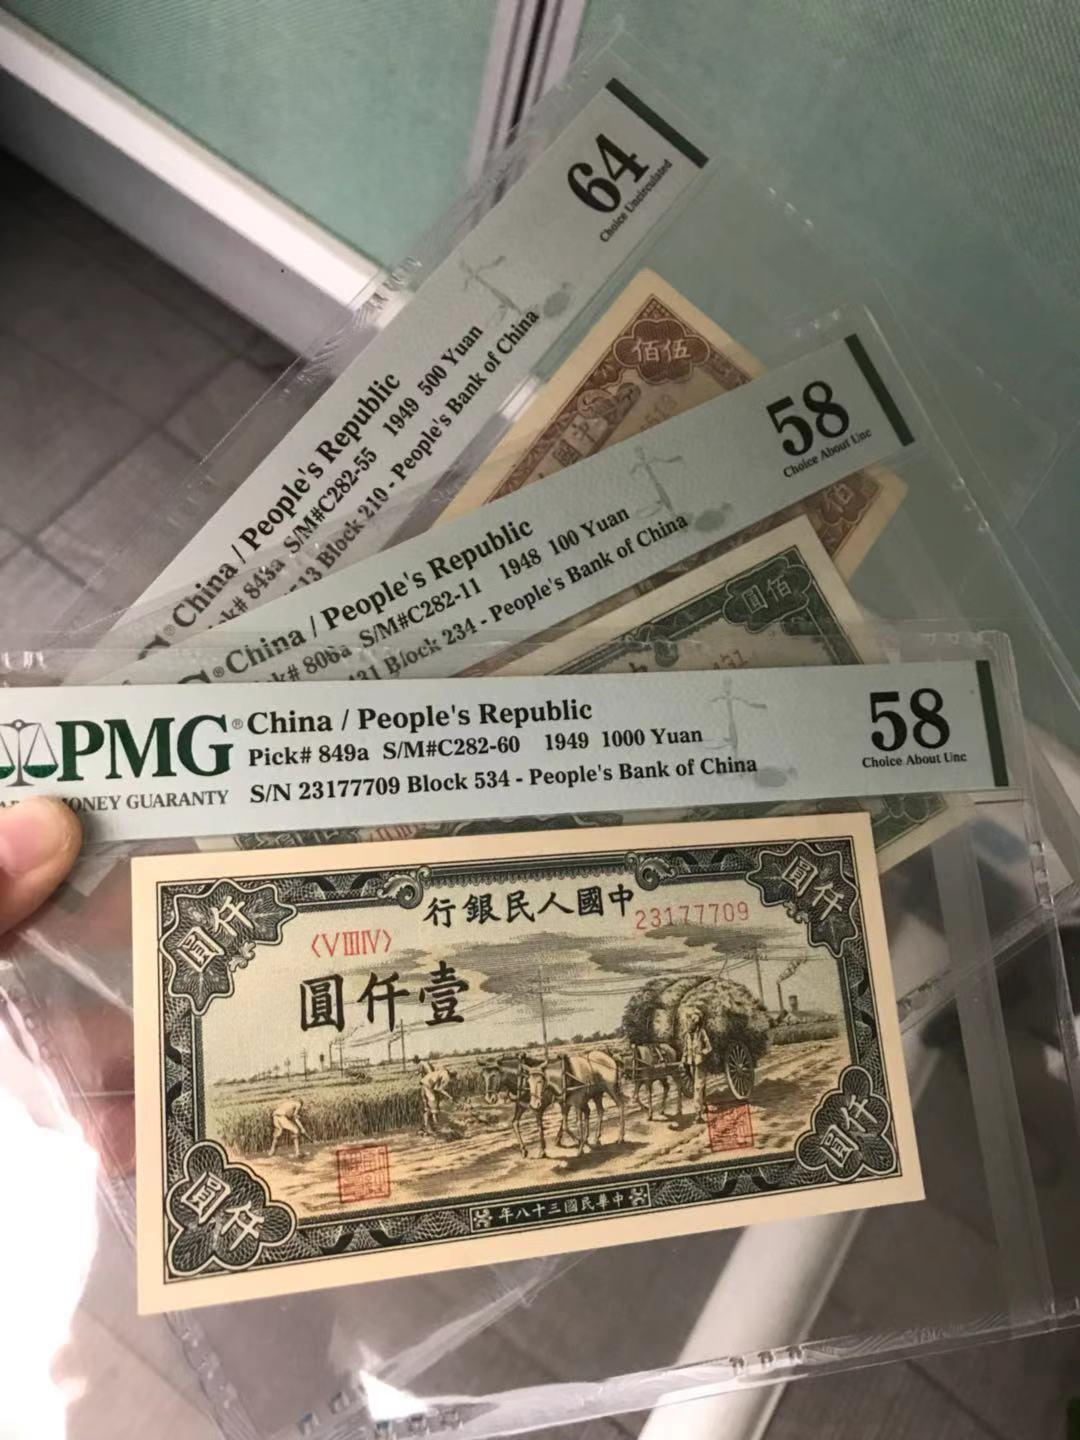 64
Choice Uncirculated
China / People's Republic
843a S/M#C282-55 1949 500 Yuan
Block 210 - People's Bank of China
佰伍
58
Choice About Unc
China / People's Republic
S/M#C282-11 1948 100 Yuan
Block 234 - People's Bank of China
佰
圓佰
PMG® China / People's Republic
58
Pick# 849a S/M#C282-60 1949 1000 Yuan
Choice About Unc
MONEY GUARANTY
S/N 23177709 Block 534 - People's Bank of China
圓仟
行銀民人國中
圓仟
〈VⅢⅣ〉
23177709
圓仟壹
圓仟
年八十三國民華中
圓仟